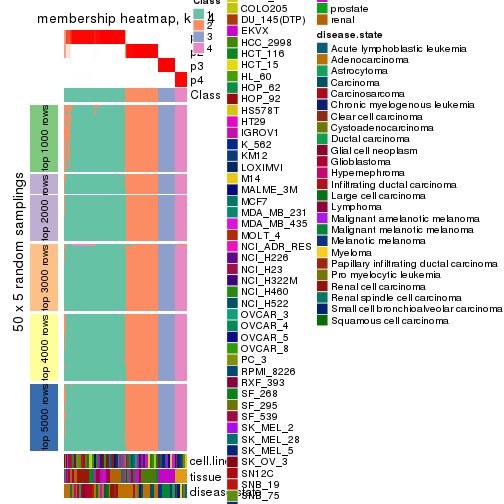 membership heatmap, k
p3
p4
Class
50 x 5 random samplings
top 1000 rows
top 2000 rows
top 3000 rows
top 4000 rows
top 5000 rows
cell.lin
tissue
disease.state
Class
1
2
3
4
COLO205
DU_145(DTP)
EKVX
HCC_2998
HCT_116
HCT_15
HL_60
HOP_62
HOP_92
HS578T
HT29
IGROV1
K_562
KM12
LOXIMVI
M14
MALME_3M
MCF7
MDA_MB_231
MDA_MB_435
MOLT_4
NCI_ADR_RES
NCI_H226
NCI_H23
NCI_H322M
NCI_H460
NCI_H522
OVCAR_3
OVCAR_4
OVCAR_5
OVCAR_8
PC_3
RPMI_8226
RXF_393
SF_268
SF_295
SF_539
SK_MEL_2
SK_MEL_28
SK_MEL_5
SK_OV_3
SN12C
SNB_19
SNB_75
prostate
renal
disease.state
Acute lymphoblastic leukemia
Adenocarcinoma
Astrocytoma
Carcinoma
Carcinosarcoma
Chronic myelogenous leukemia
Clear cell carcinoma
Cystoadenocarcinoma
Ductal carcinoma
Glial cell neoplasm
Glioblastoma
Hypernephroma
Infiltrating ductal carcinoma
Large cell carcinoma
Lymphoma
Malignant amelanotic melanoma
Malignant melanotic melanoma
Melanotic melanoma
Myeloma
Papillary infiltrating ductal carcinoma
Pro myelocytic leukemia
Renal cell carcinoma
Renal spindle cell carcinoma
Small cell bronchioalveolar carcinoma
Squamous cell carcinoma